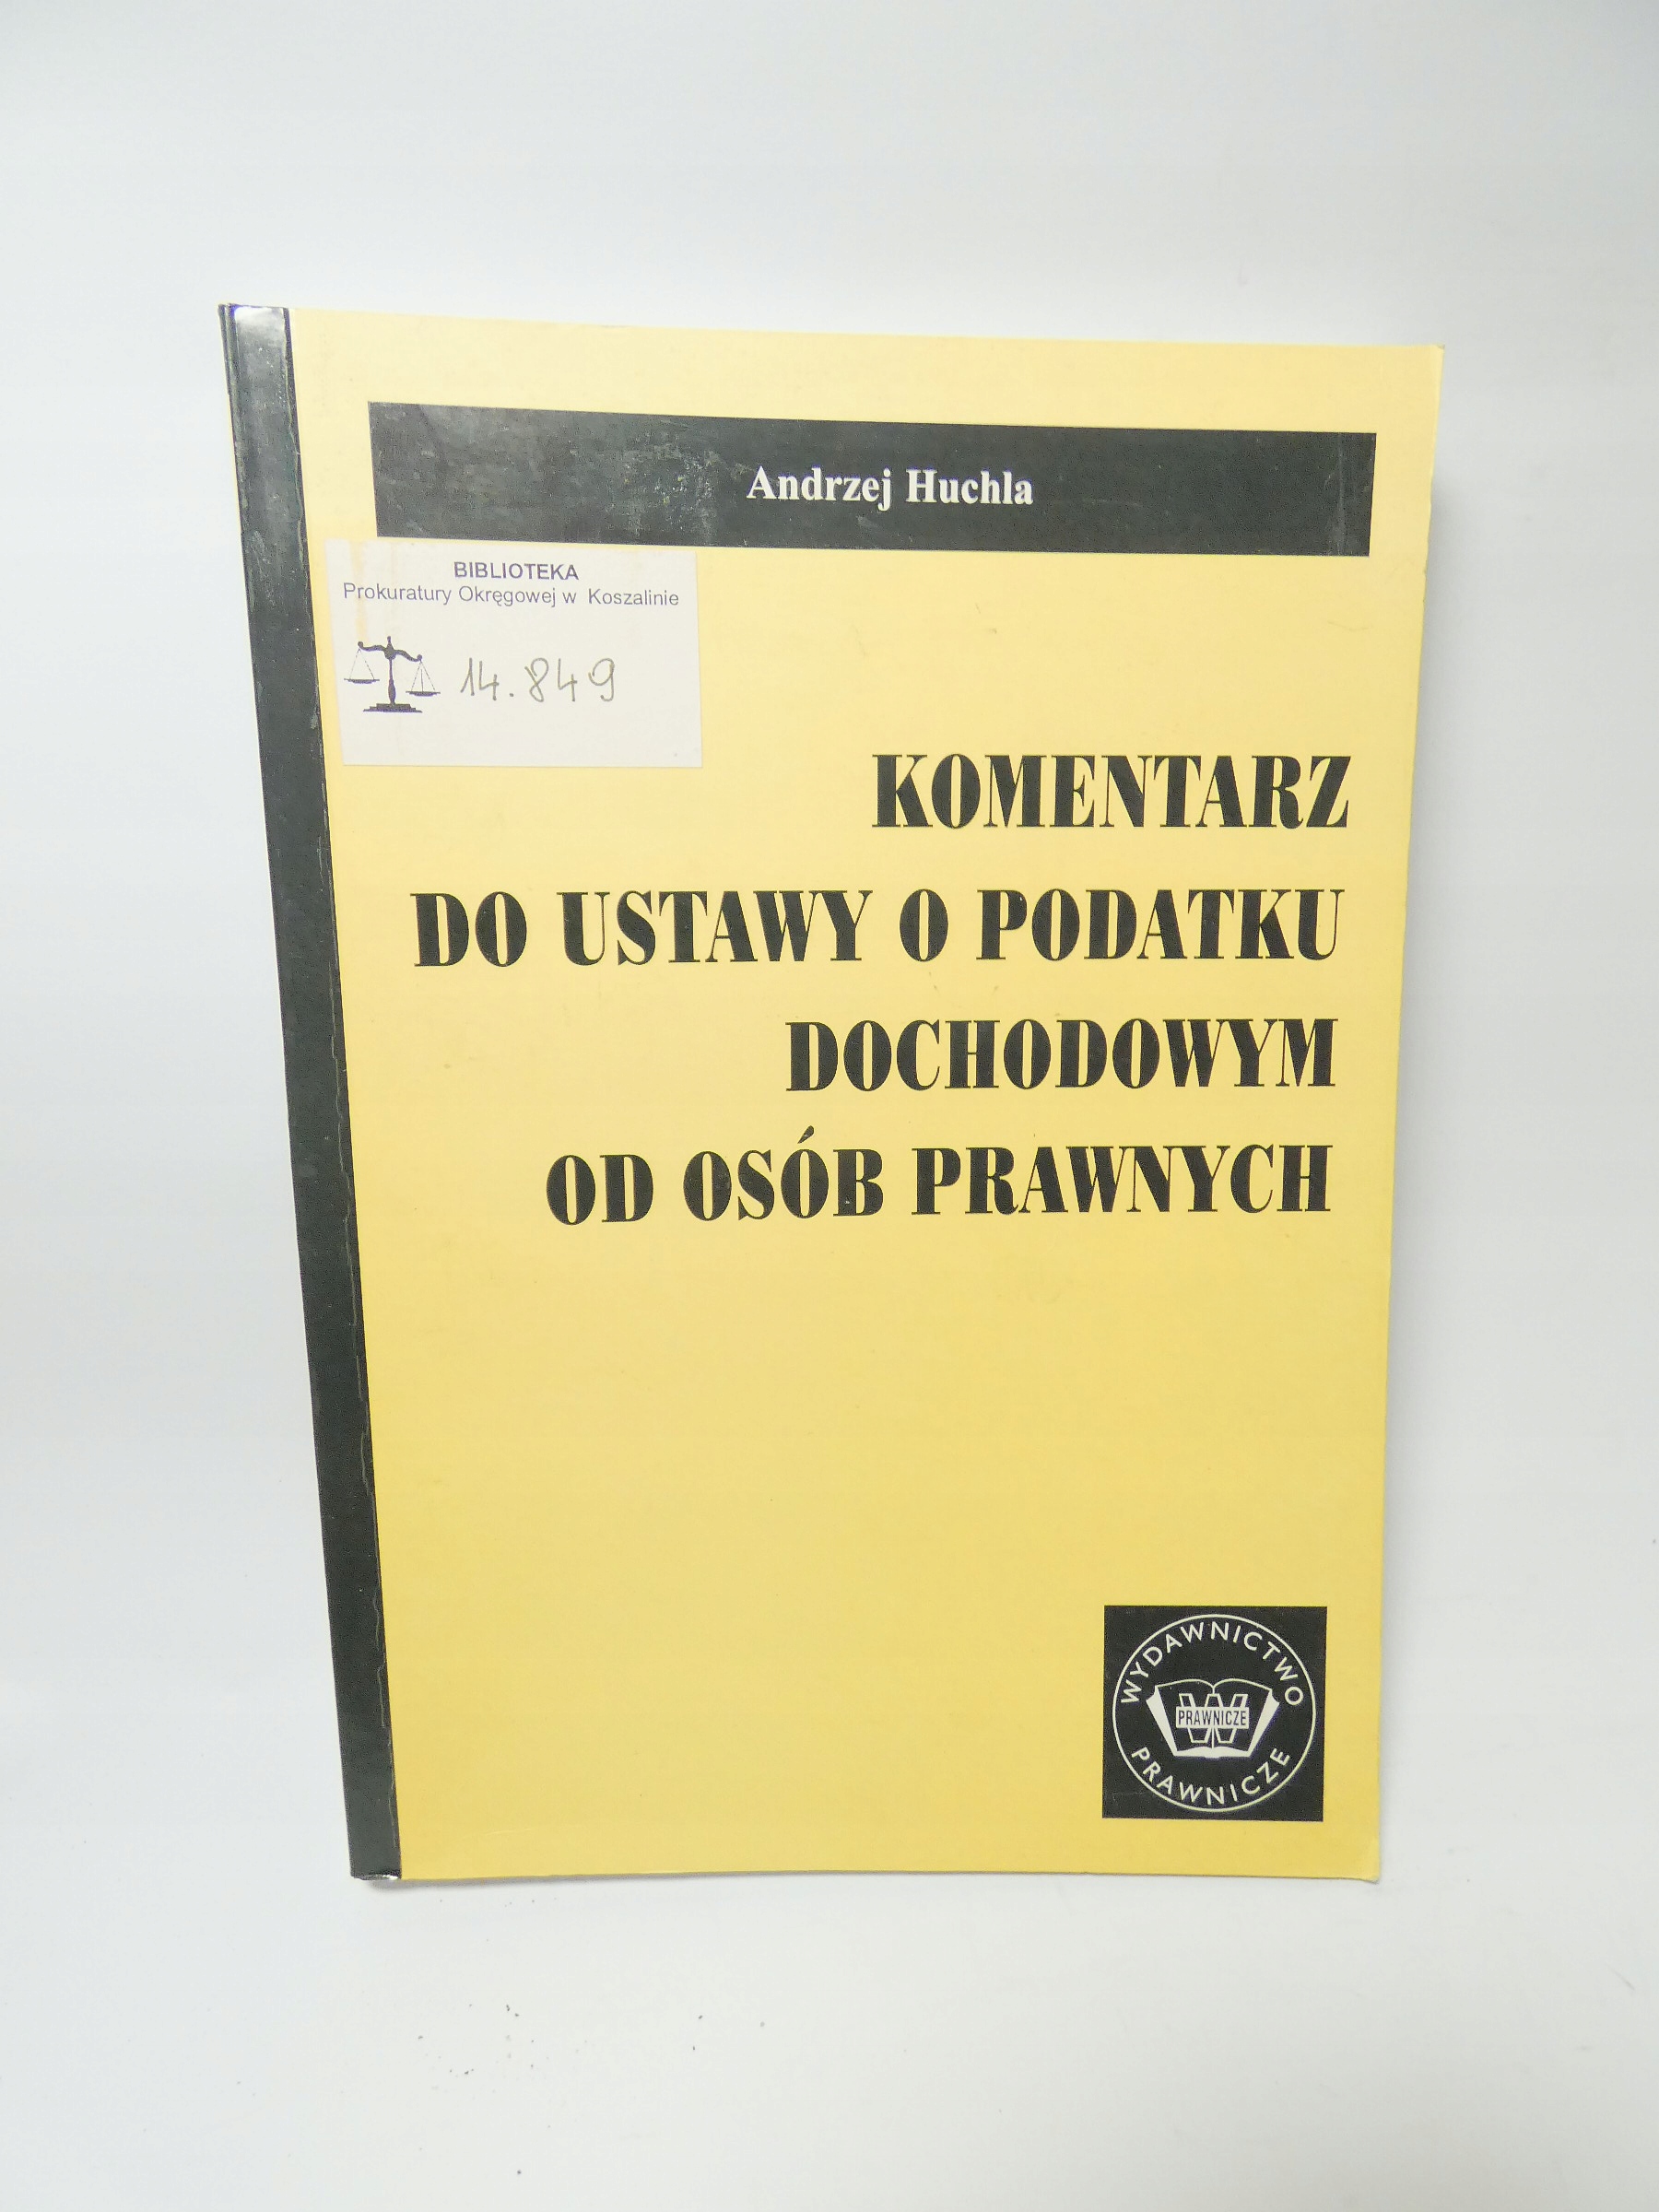 Andrzej Huchla
BIBLIOTEKA
Prokuratury Okręgowej w Koszalinie
14.849
KOMENTARZ
DO USTAWY O PODATKU
DOCHODOWYM
OD OSÓB PRAWNYCH
WYDAWNICTWO
W
PRAWNICZE
PRAWNICZE